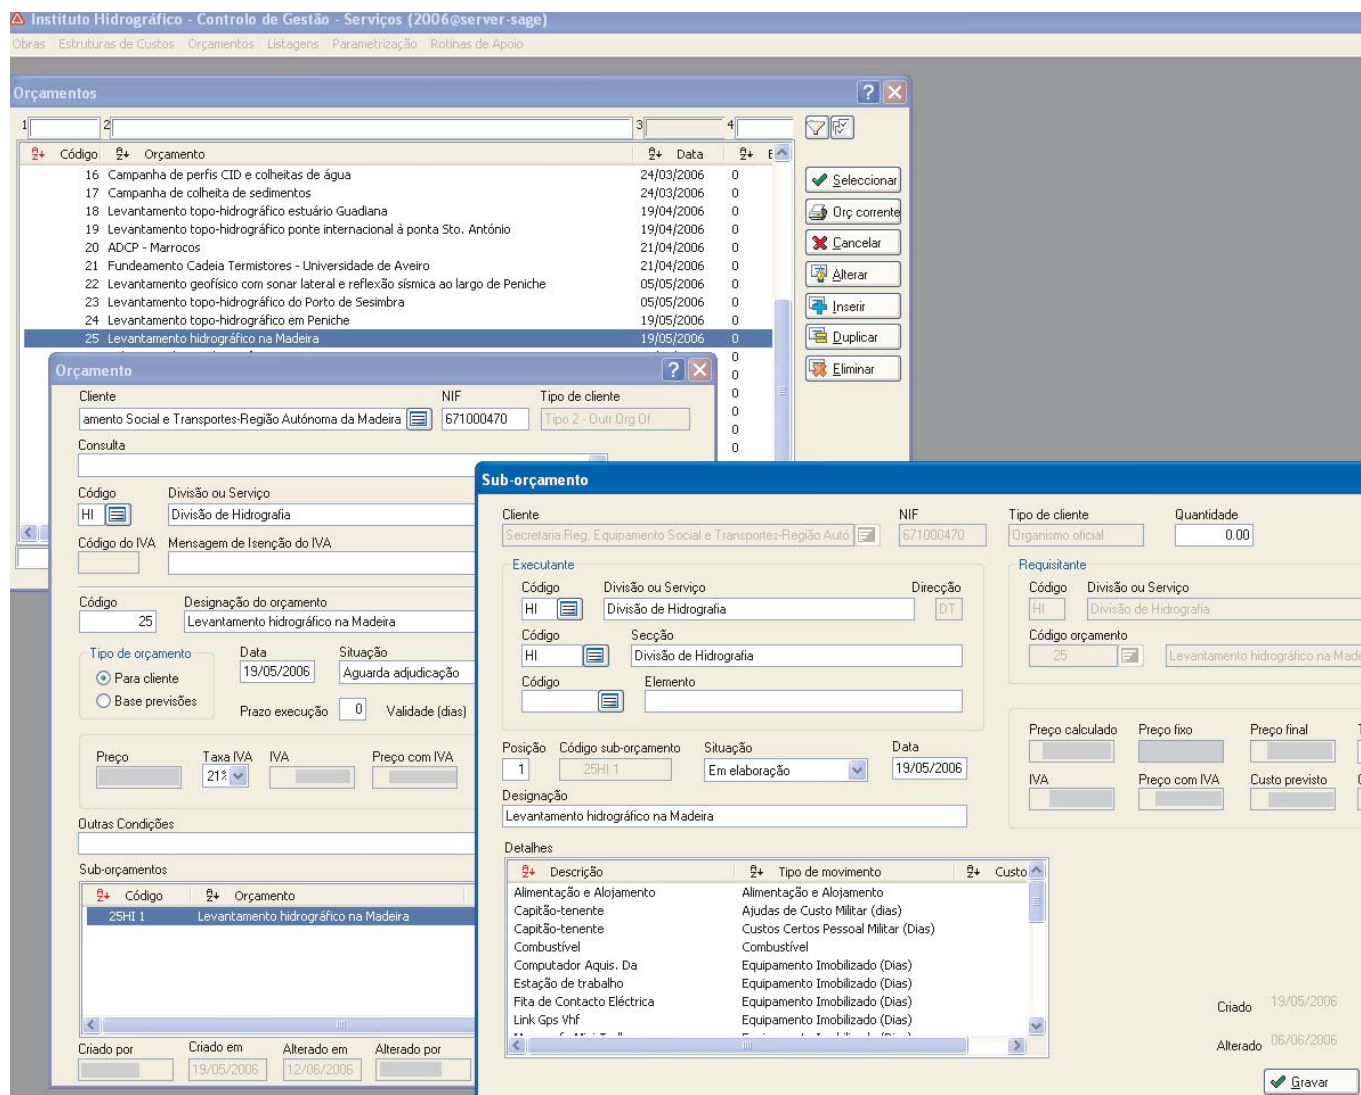 Instituto Hidrográfico - Controlo de Gestão - Serviços (2006@server-sage)
Obras Estruturas de Custos Orçamentos Listagens Parametrização Rotinas de Apoio
Orçamentos
1 2 3 4
Código Orçamento Data E
16 Campanha de perfis CID e colheitas de água 24/03/2006 0
17 Campanha de colheita de sedimentos 24/03/2006 0
18 Levantamento topo-hidrográfico estuário Guadiana 19/04/2006 0
19 Levantamento topo-hidrográfico ponte internacional à ponta Sto. António 19/04/2006 0
20 ADCP - Marrocos 21/04/2006 0
21 Fundeamento Cadeia Termistores - Universidade de Aveiro 21/04/2006 0
22 Levantamento geofísico com sonar lateral e reflexão sísmica ao largo de Peniche 05/05/2006 0
23 Levantamento topo-hidrográfico do Porto de Sesimbra 05/05/2006 0
24 Levantamento topo-hidrográfico em Peniche 19/05/2006 0
25 Levantamento hidrográfico na Madeira 19/05/2006 0
0
0
0
0
0
0
Seleccionar
Orç corrente
Cancelar
Alterar
Inserir
Duplicar
Eliminar
Orçamento
Cliente NIF Tipo de cliente
amento Social e Transportes-Região Autónoma da Madeira 671000470 Tipo 2 - Outr Org Of
Consulta
Código Divisão ou Serviço
HI Divisão de Hidrografia
Código do IVA Mensagem de Isenção do IVA
Código Designação do orçamento
25 Levantamento hidrográfico na Madeira
Tipo de orçamento Data Situação
Para cliente 19/05/2006 Aguarda adjudicação
Base previsões Prazo execução 0 Validade (dias)
Preço Taxa IVA IVA Preço com IVA
21%
Outras Condições
Sub-orçamentos
Código Orçamento
25HI 1 Levantamento hidrográfico na Madeira
Criado por Criado em Alterado em Alterado por
19/05/2006 12/06/2006
Sub-orçamento
Cliente NIF Tipo de cliente Quantidade
Secretaria Reg, Equipamento Social e Transportes-Região Autó 671000470 Organismo oficial 0.00
Executante
Código Divisão ou Serviço Direcção
HI Divisão de Hidrografia DT
Código Secção
HI Divisão de Hidrografia
Código Elemento
Requisitante
Código Divisão ou Serviço
HI Divisão de Hidrografia
Código orçamento
25 Levantamento hidrográfico na Made
Posição Código sub-orçamento Situação Data
1 25HI 1 Em elaboração 19/05/2006
Designação
Levantamento hidrográfico na Madeira
Preço calculado Preço fixo Preço final T
IVA Preço com IVA Custo previsto
Detalhes
Descrição Tipo de movimento Custo
Alimentação e Alojamento Alimentação e Alojamento
Capitão-tenente Ajudas de Custo Militar (dias)
Capitão-tenente Custos Certos Pessoal Militar (Dias)
Combustível Combustível
Computador Aquis. Da Equipamento Imobilizado (Dias)
Estação de trabalho Equipamento Imobilizado (Dias)
Fita de Contacto Eléctrica Equipamento Imobilizado (Dias)
Link Gps Vhf Equipamento Imobilizado (Dias)
Criado 19/05/2006
Alterado 06/06/2006
Gravar